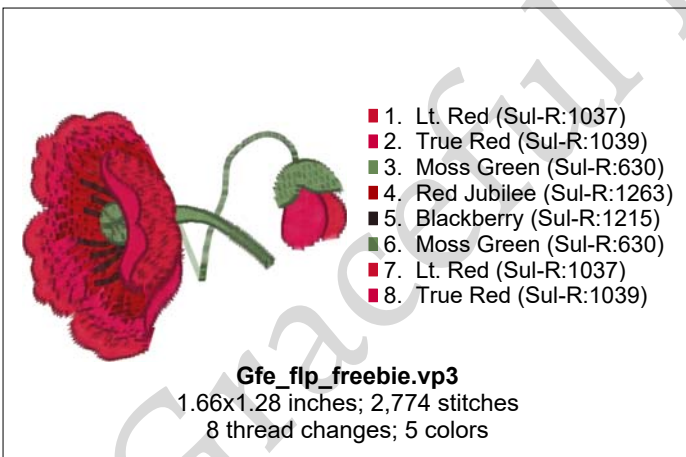 1. Lt. Red (Sul-R:1037)
2. True Red (Sul-R:1039)
3. Moss Green (Sul-R:630)
4. Red Jubilee (Sul-R:1263)
5. Blackberry (Sul-R:1215)
6. Moss Green (Sul-R:630)
7. Lt. Red (Sul-R:1037)
8. True Red (Sul-R:1039)
Gfe_flp_freebie.vp3
1.66x1.28 inches; 2,774 stitches
8 thread changes; 5 colors
Graceful